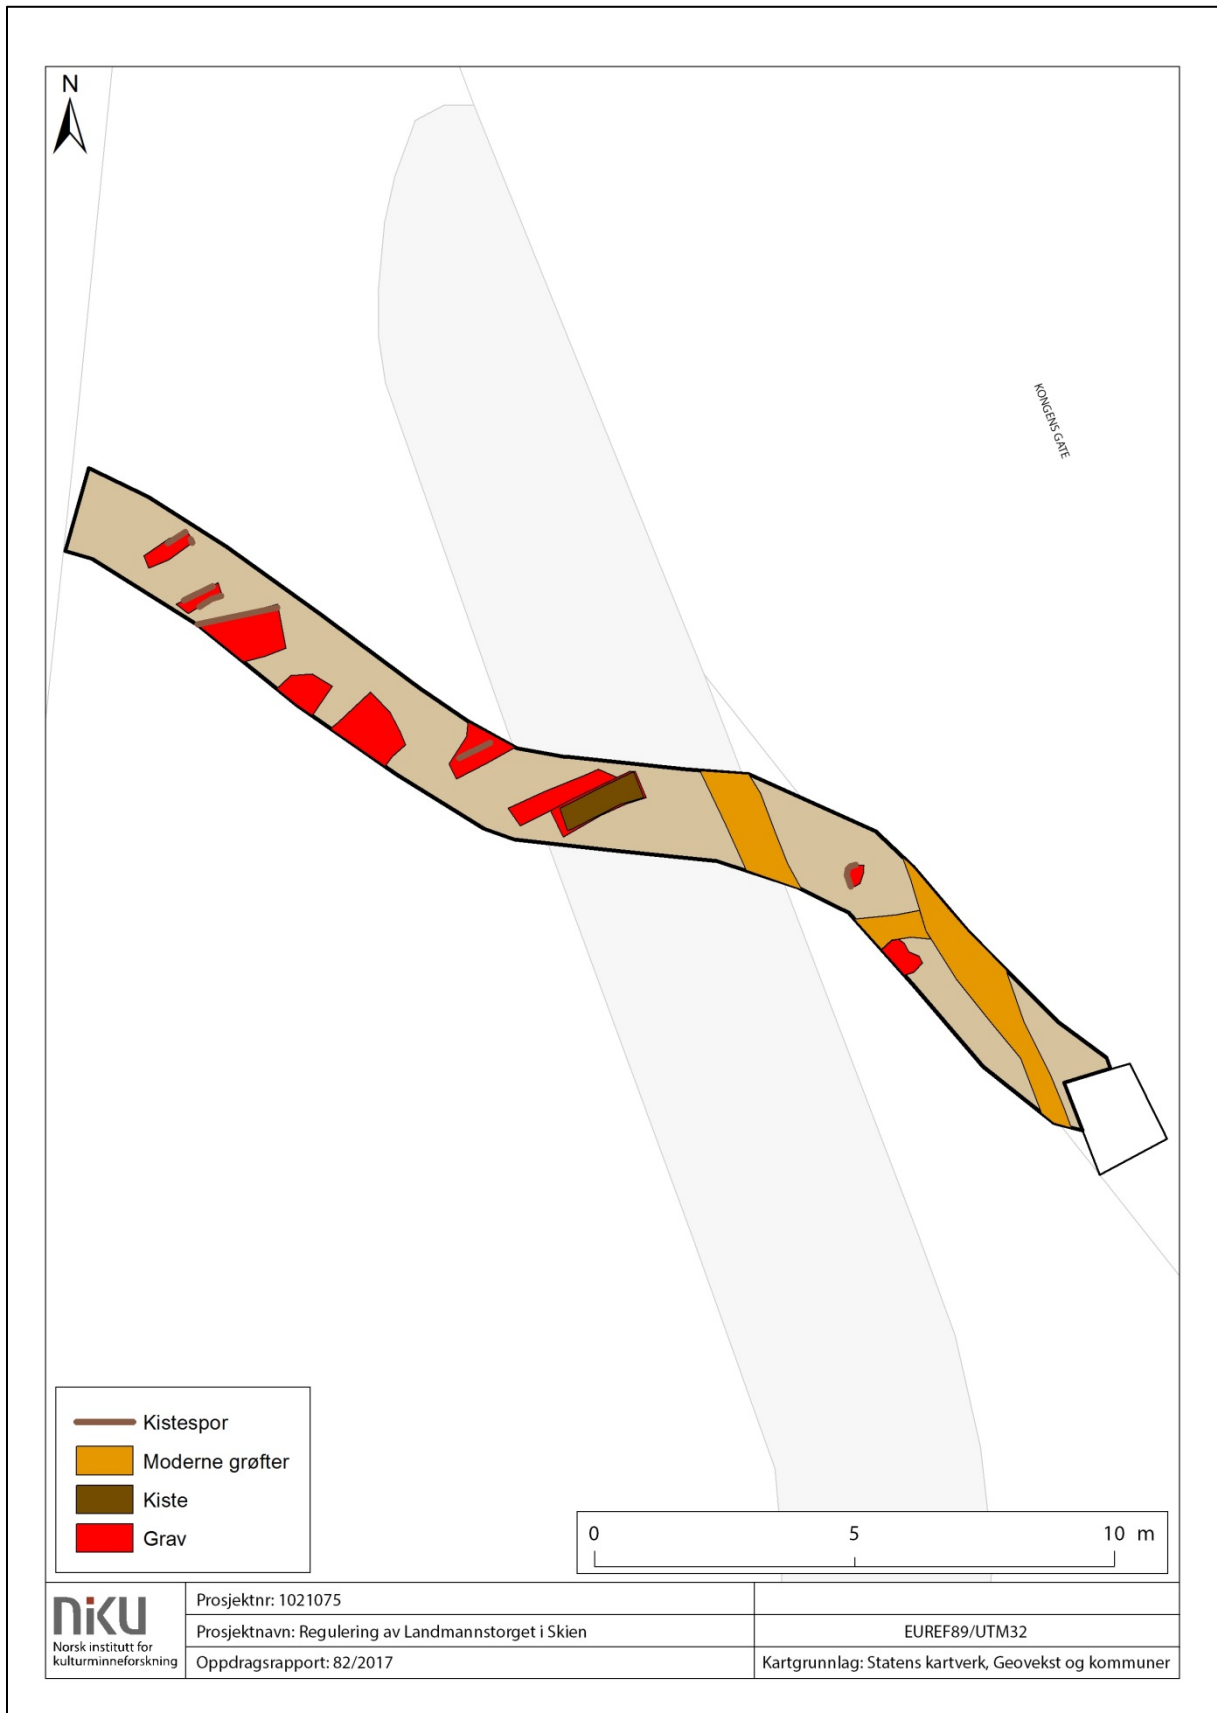 N
KONGENS GATE
Kistespor
Moderne grøfter
Kiste
Grav
0 5 10 m
niku
Norsk institutt for
kulturminneforskning
Prosjektnr: 1021075
Prosjektnavn: Regulering av Landmannstorget i Skien
EUREF89/UTM32
Oppdragsrapport: 82/2017
Kartgrunnlag: Statens kartverk, Geovekst og kommuner